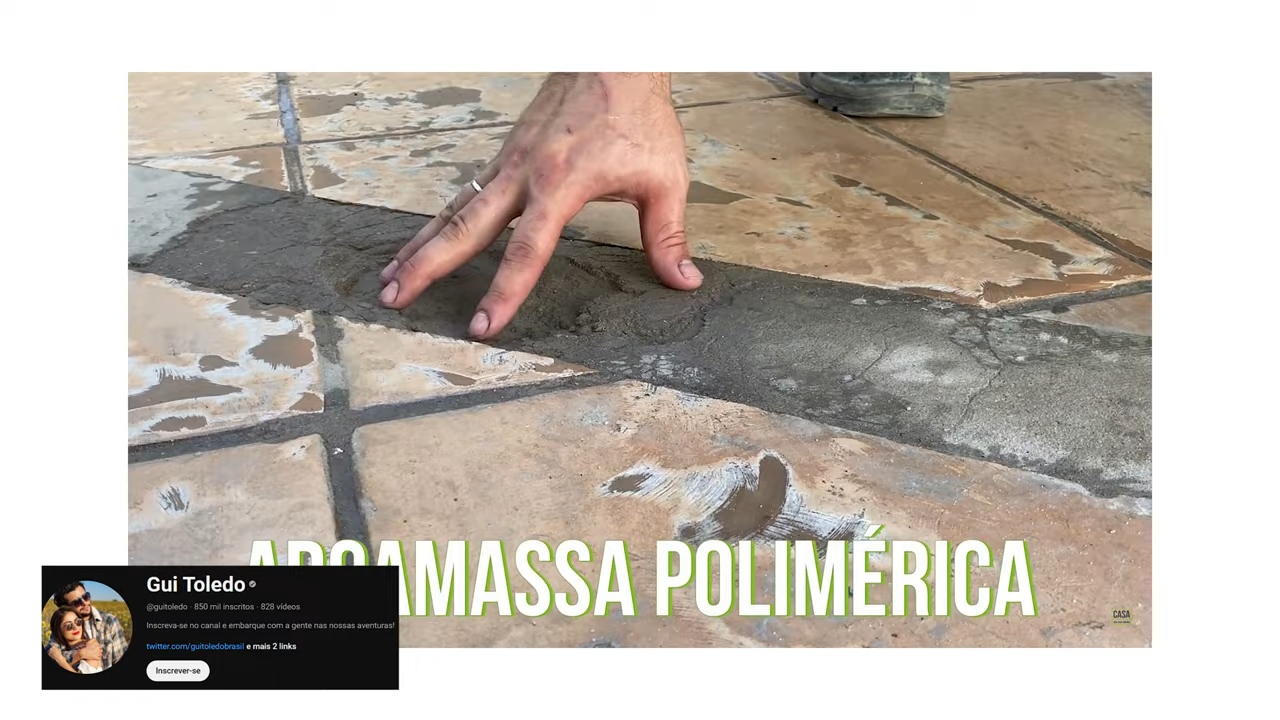 ARGAMASSA POLIMÉRICA
Gui Toledo
@guitoledo · 850 mil inscritos · 828 vídeos
Inscreva-se no canal e embarque com a gente nas nossas aventuras!
twitter.com/guitoledobrasil e mais 2 links
Inscrever-se
CASA